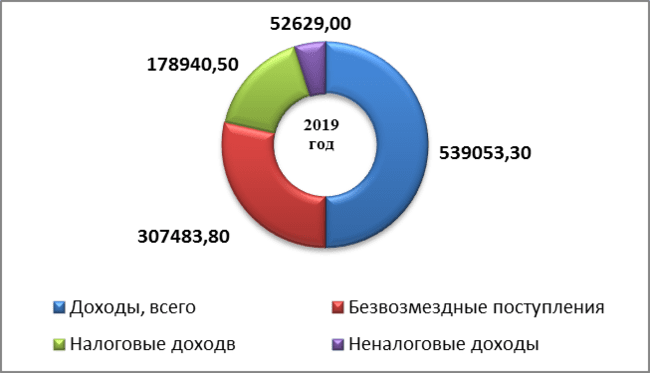 52629,00
178940,50
2019
год
539053,30
307483,80
Доходы, всего
Безвозмездные поступления
Налоговые доходв
Неналоговые доходы